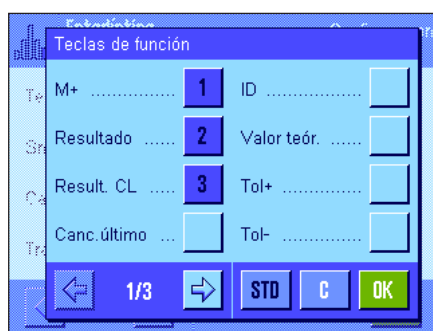 Estadística
Teclas de función
M+ ............... 1 ID .................
Resultado ...... 2 Valor teór. ......
Result. CL ..... 3 Tol+ ..............
Canc.último ... Tol- ..............
1/3 STD C OK